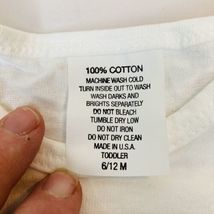 100% COTTON
MACHINE WASH COLD
TURN INSIDE OUT TO WASH
WASH DARKS AND
BRIGHTS SEPARATELY
DO NOT BLEACH
TUMBLE DRY LOW
DO NOT IRON
DO NOT DRY CLEAN
MADE IN U.S.A.
TODDLER
6/12 M